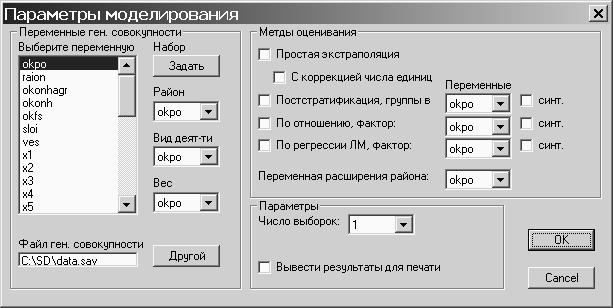 Параметры моделирования
Переменные ген. совокупности
Выберите переменную
okpo
raion
okonhagr
okonh
okfs
sloi
ves
x1
x2
x3
x4
x5
Набор
Задать
Район
okpo
Вид деят-ти
okpo
Вес
okpo
Файл ген. совокупности
C:\SD\data.sav
Другой
Метды оценивания
Простая экстраполяция
С коррекцией числа единиц
Переменные
Постстратификация, группы в okpo синт.
По отношению, фактор: okpo синт.
По регрессии ЛМ, фактор: okpo синт.
Переменная расширения района: okpo
Параметры
Число выборок: 1
Вывести результаты для печати
OK
Cancel